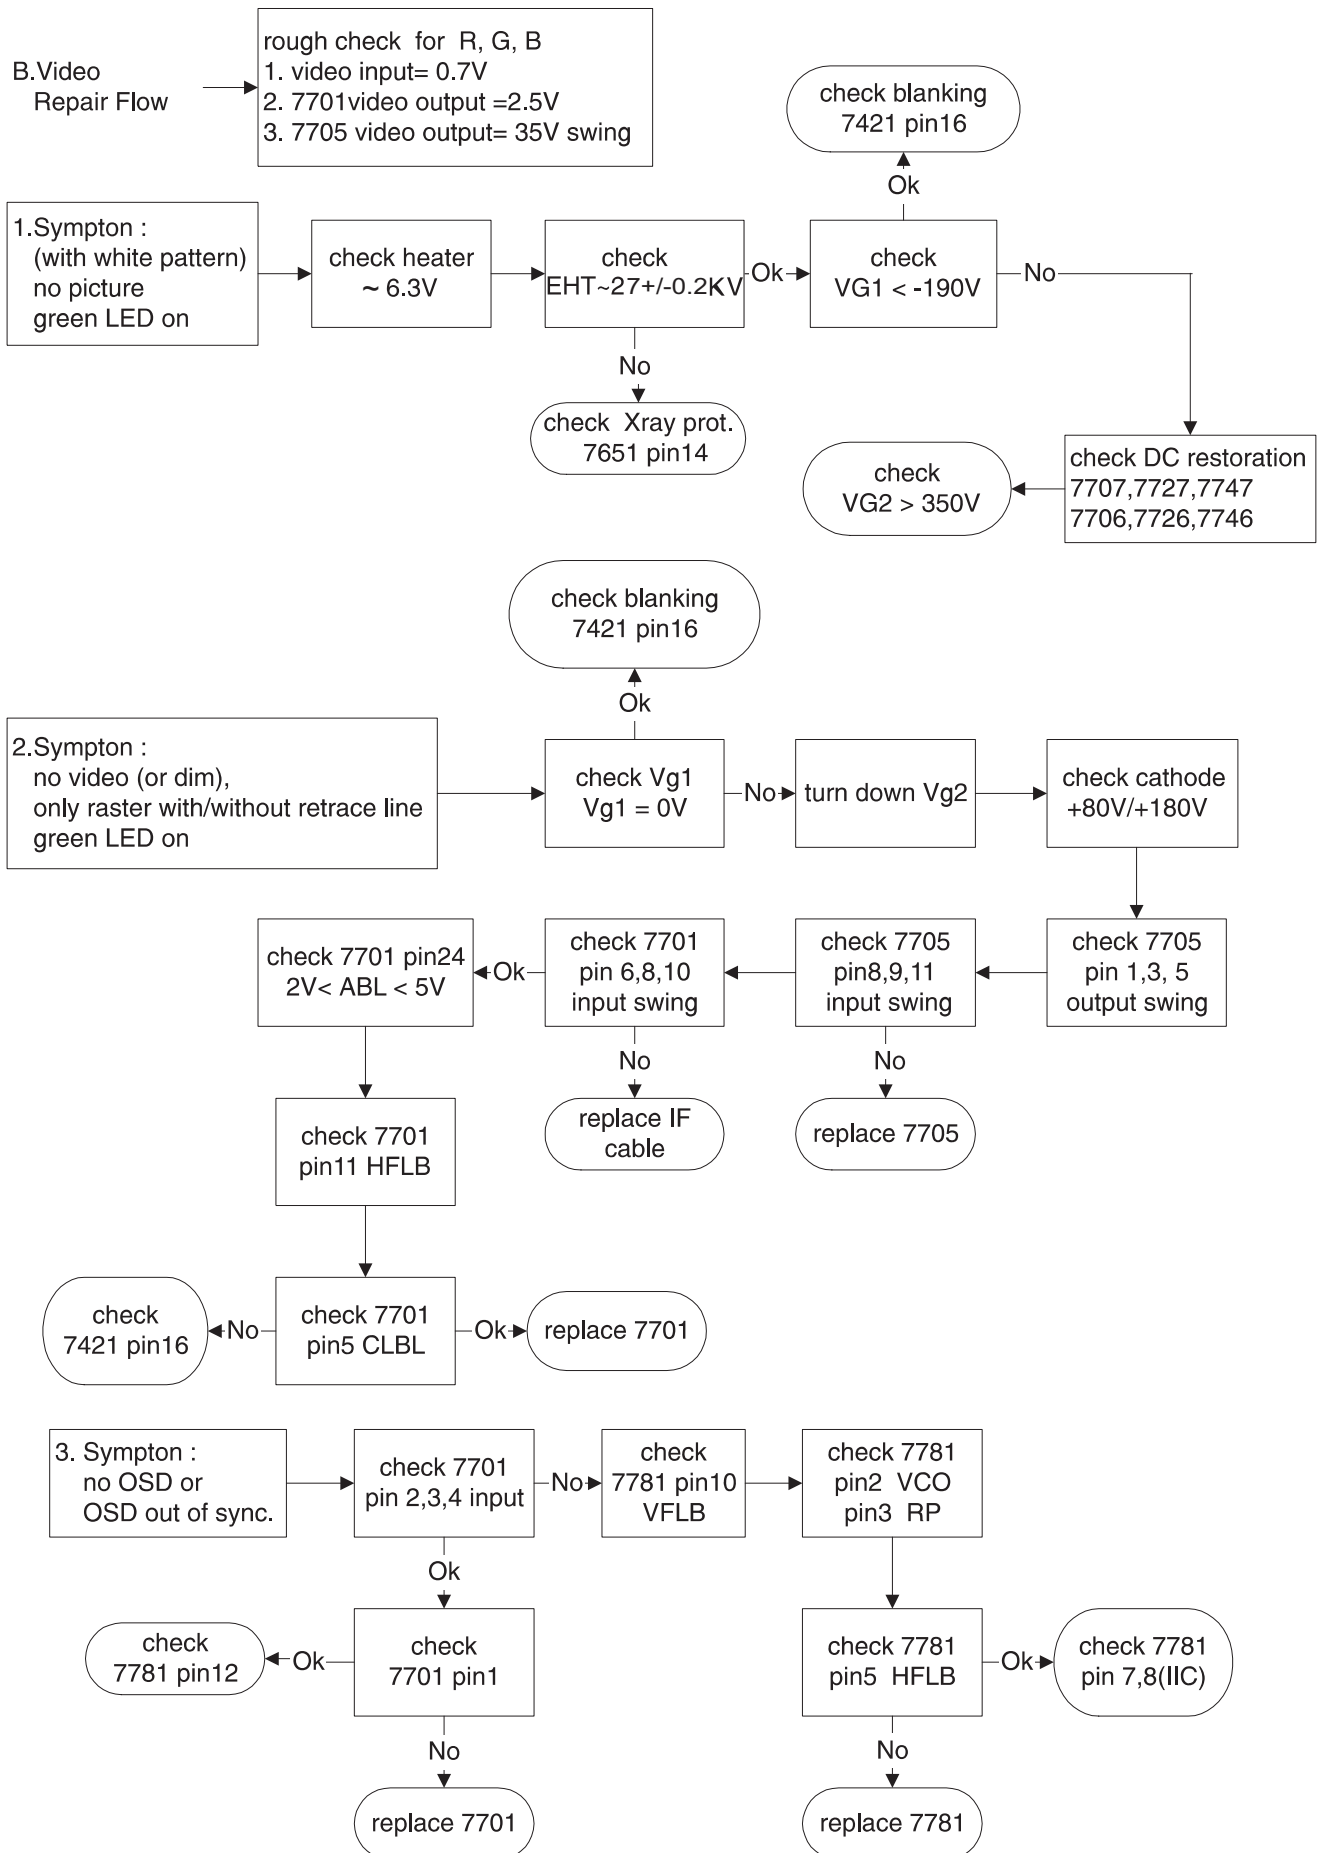 B.Video
Repair Flow
rough check for R, G, B
1. video input= 0.7V
2. 7701video output =2.5V
3. 7705 video output= 35V swing
check blanking
7421 pin16
Ok
1.Sympton :
(with white pattern)
no picture
green LED on
check heater
~ 6.3V
check
EHT~27+/-0.2KV
Ok
check
VG1 < -190V
No
No
check Xray prot.
7651 pin14
check
VG2 > 350V
check DC restoration
7707,7727,7747
7706,7726,7746
check blanking
7421 pin16
Ok
2.Sympton :
no video (or dim),
only raster with/without retrace line
green LED on
check Vg1
Vg1 = 0V
No
turn down Vg2
check cathode
+80V/+180V
check 7701 pin24
2V< ABL < 5V
Ok
check 7701
pin 6,8,10
input swing
check 7705
pin8,9,11
input swing
check 7705
pin 1,3, 5
output swing
No
No
replace IF
cable
replace 7705
check 7701
pin11 HFLB
check
7421 pin16
No
check 7701
pin5 CLBL
Ok
replace 7701
3. Sympton :
no OSD or
OSD out of sync.
check 7701
pin 2,3,4 input
No
check
7781 pin10
VFLB
check 7781
pin2 VCO
pin3 RP
Ok
check
7781 pin12
Ok
check
7701 pin1
check 7781
pin5 HFLB
Ok
check 7781
pin 7,8(IIC)
No
No
replace 7701
replace 7781